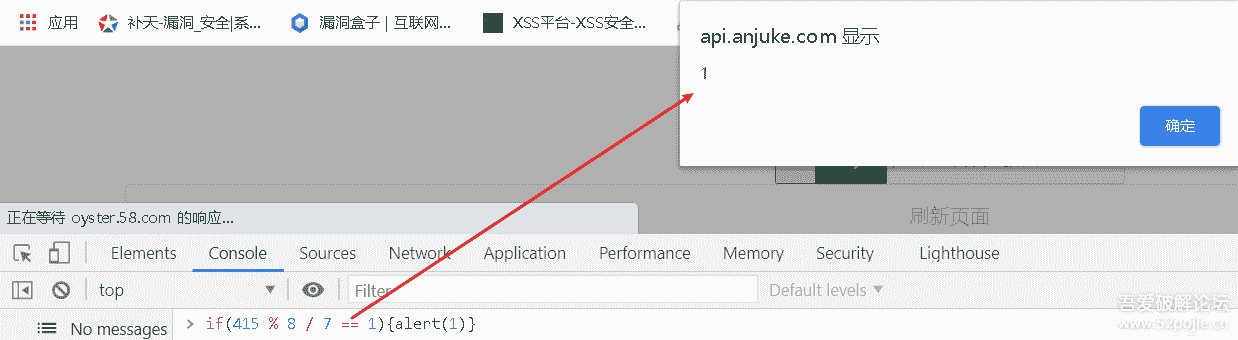 应用 补天-漏洞_安全|系... 漏洞盒子 | 互联网... XSS平台-XSS安全...
api.anjuke.com 显示
1
确定
刷新页面
正在等待 oyster.58.com 的响应...
Elements Console Sources Network Application Performance Memory Security Lighthouse
top Filter Default levels
No messages
if(415 % 8 / 7 == 1){alert(1)}
吾爱破解论坛
www.52pojie.cn